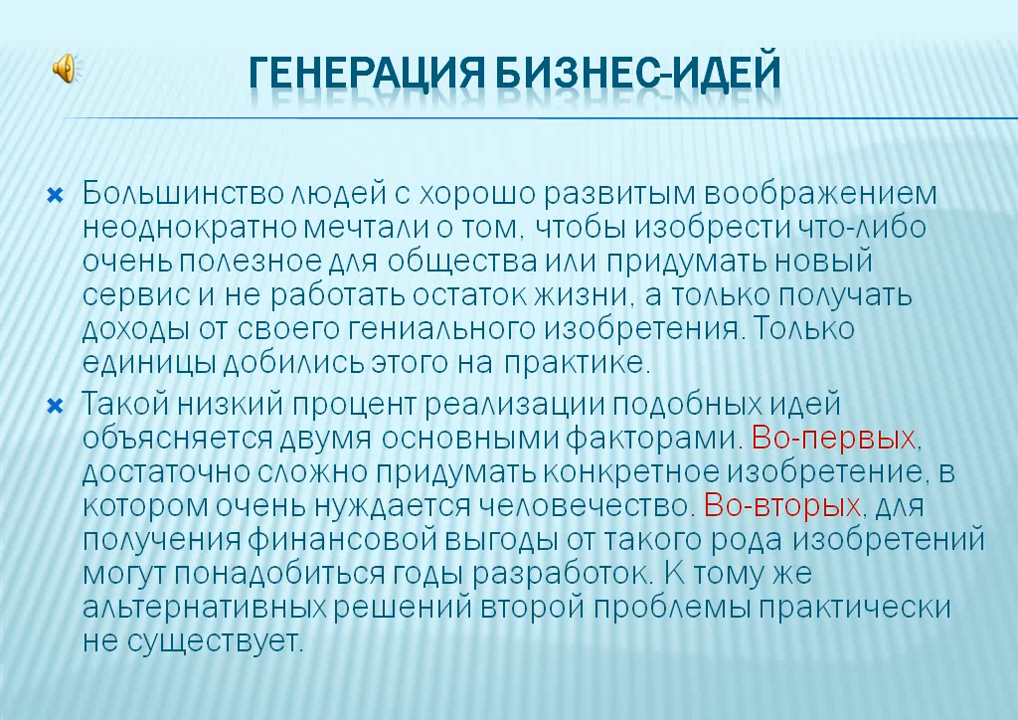 ГЕНЕРАЦИЯ БИЗНЕС-ИДЕЙ
Большинство людей с хорошо развитым воображением
неоднократно мечтали о том, чтобы изобрести что-либо
очень полезное для общества или придумать новый
сервис и не работать остаток жизни, а только получать
доходы от своего гениального изобретения. Только
единицы добились этого на практике.
Такой низкий процент реализации подобных идей
объясняется двумя основными факторами. Во-первых,
достаточно сложно придумать конкретное изобретение, в
котором очень нуждается человечество. Во-вторых, для
получения финансовой выгоды от такого рода изобретений
могут понадобиться годы разработок. К тому же
альтернативных решений второй проблемы практически
не существует.